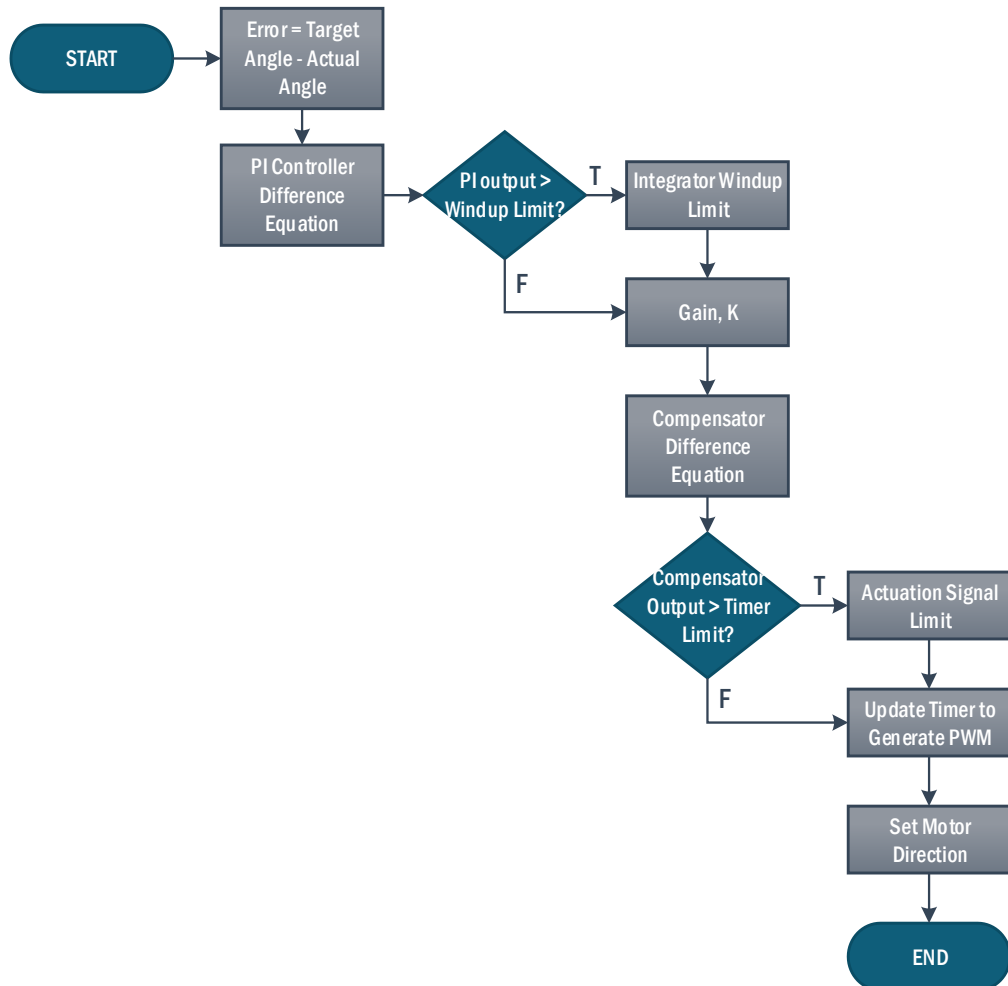 START
Error = Target
Angle - Actual
Angle
PI Controller
Difference
Equation
PI output >
Windup Limit?
T
Integrator Windup
Limit
F
Gain, K
Compensator
Difference
Equation
Compensator
Output > Timer
Limit?
T
Actuation Signal
Limit
F
Update Timer to
Generate PWM
Set Motor
Direction
END